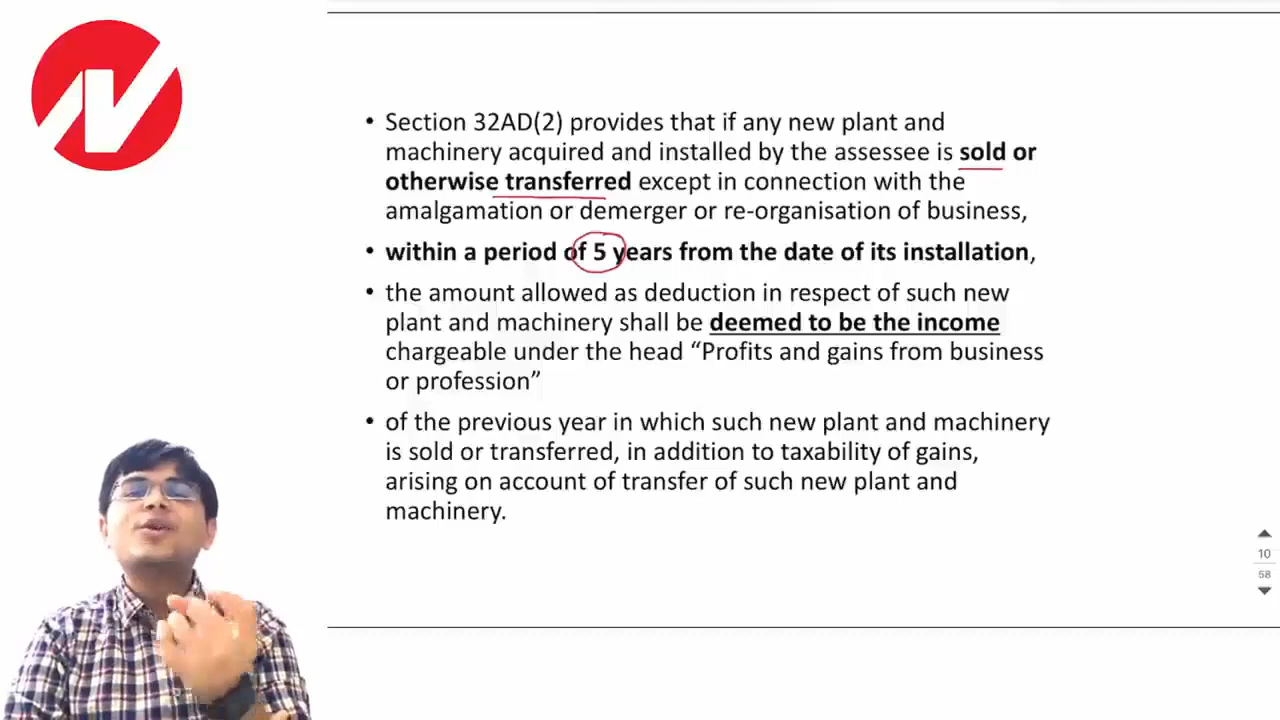 • Section 32AD(2) provides that if any new plant and
machinery acquired and installed by the assessee is sold or
otherwise transferred except in connection with the
amalgamation or demerger or re-organisation of business,
• within a period of 5 years from the date of its installation,
• the amount allowed as deduction in respect of such new
plant and machinery shall be deemed to be the income
chargeable under the head “Profits and gains from business
or profession”
• of the previous year in which such new plant and machinery
is sold or transferred, in addition to taxability of gains,
arising on account of transfer of such new plant and
machinery.
10
58